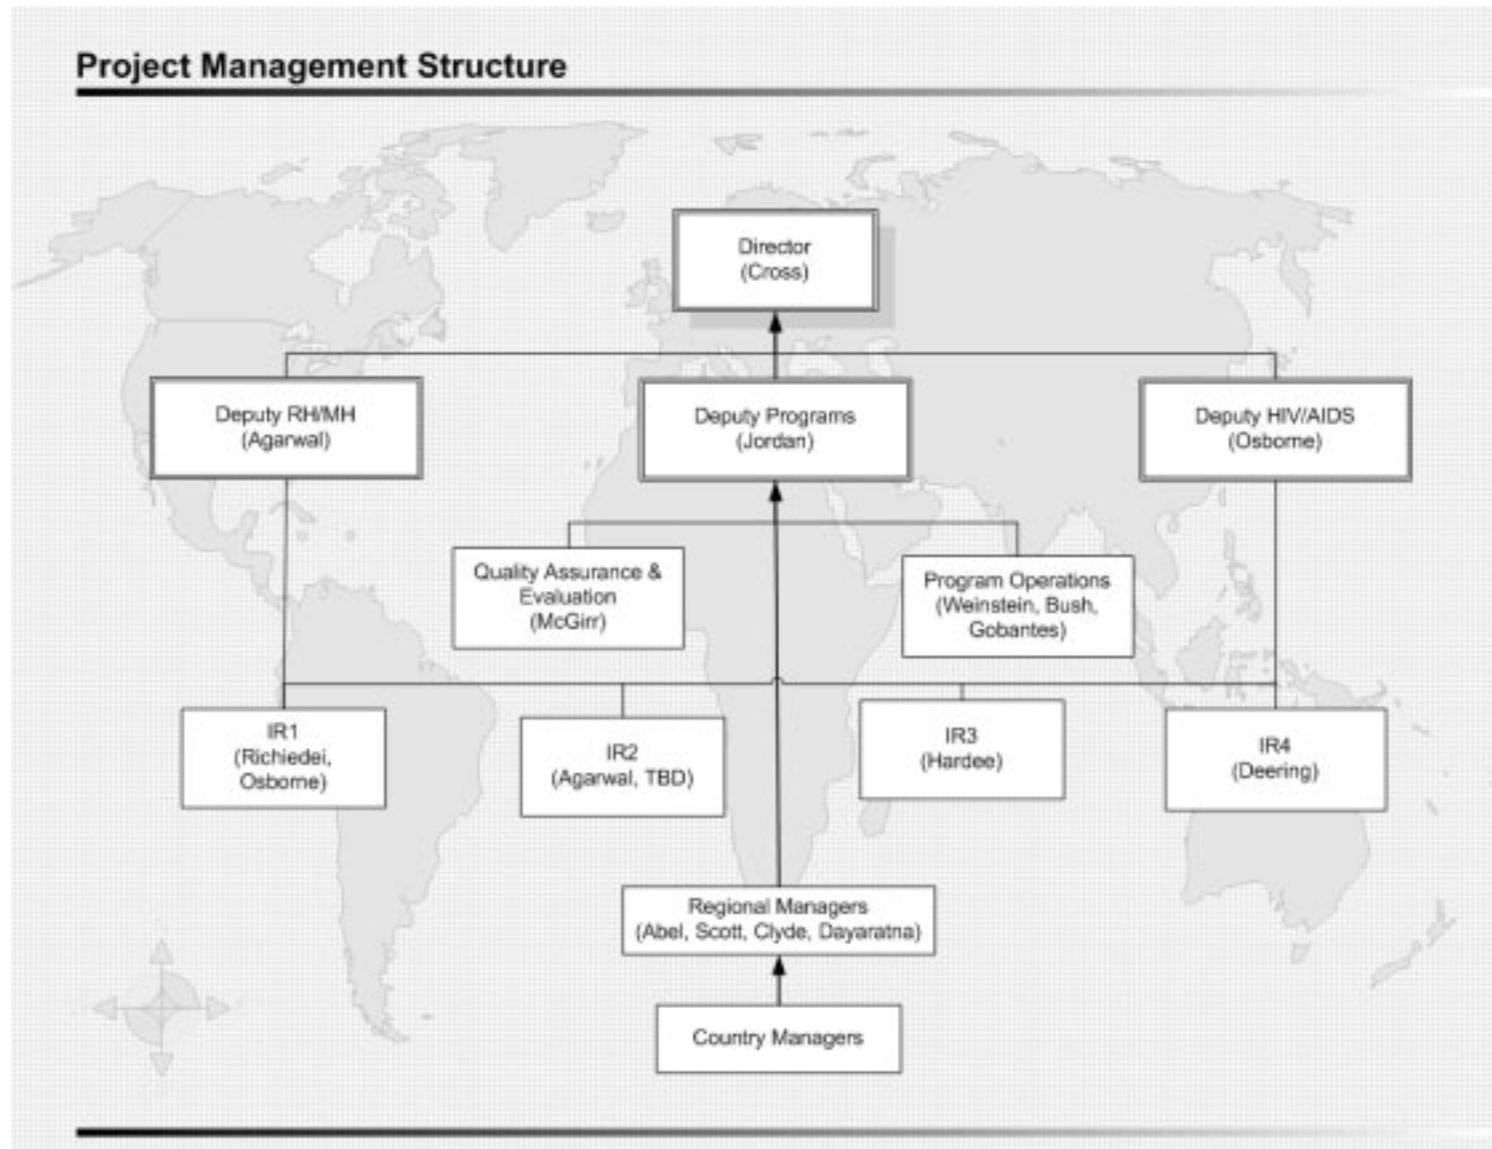 Project Management Structure
Director
(Cross)
Deputy RH/MH
(Agarwal)
Deputy Programs
(Jordan)
Deputy HIV/AIDS
(Osborne)
Quality Assurance &
Evaluation
(McGirr)
Program Operations
(Weinstein, Bush,
Gobantes)
IR1
(Richiedei,
Osborne)
IR2
(Agarwal, TBD)
IR3
(Hardee)
IR4
(Deering)
Regional Managers
(Abel, Scott, Clyde, Dayaratna)
Country Managers